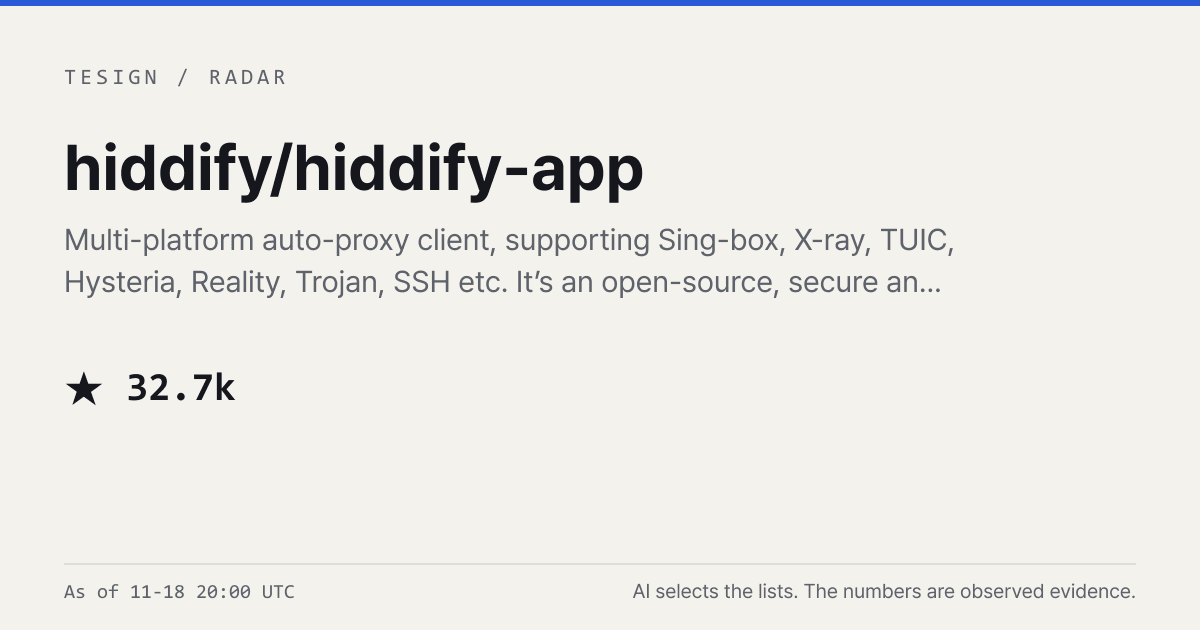 TESIGN / RADAR
hiddify/hiddify-app
Multi-platform auto-proxy client, supporting Sing-box, X-ray, TUIC,
Hysteria, Reality, Trojan, SSH etc. It’s an open-source, secure an…
★ 32.7k
As of 11-18 20:00 UTC
AI selects the lists. The numbers are observed evidence.